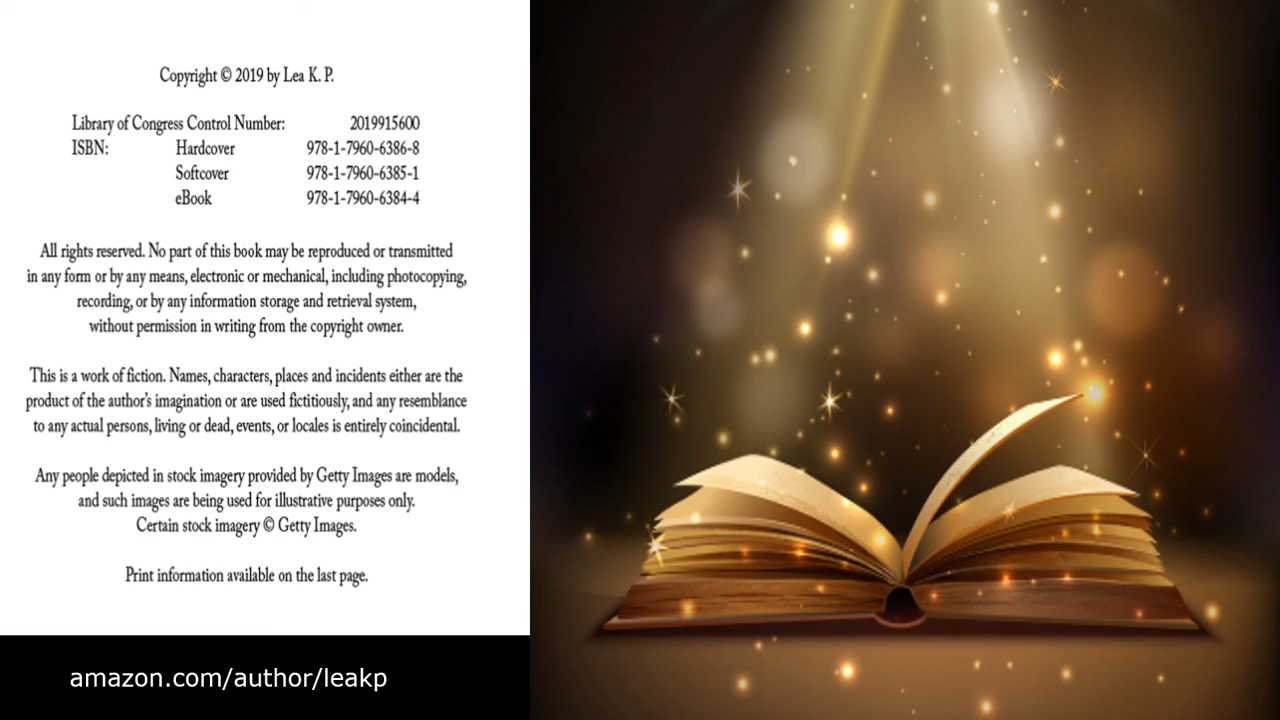 Copyright © 2019 by Lea K. P.
Library of Congress Control Number: 2019915600
ISBN: Hardcover 978-1-7960-6386-8
Softcover 978-1-7960-6385-1
eBook 978-1-7960-6384-4
All rights reserved. No part of this book may be reproduced or transmitted
in any form or by any means, electronic or mechanical, including photocopying,
recording, or by any information storage and retrieval system,
without permission in writing from the copyright owner.
This is a work of fiction. Names, characters, places and incidents either are the
product of the author's imagination or are used fictitiously, and any resemblance
to any actual persons, living or dead, events, or locales is entirely coincidental.
Any people depicted in stock imagery provided by Getty Images are models,
and such images are being used for illustrative purposes only.
Certain stock imagery © Getty Images.
Print information available on the last page.
amazon.com/author/leakp